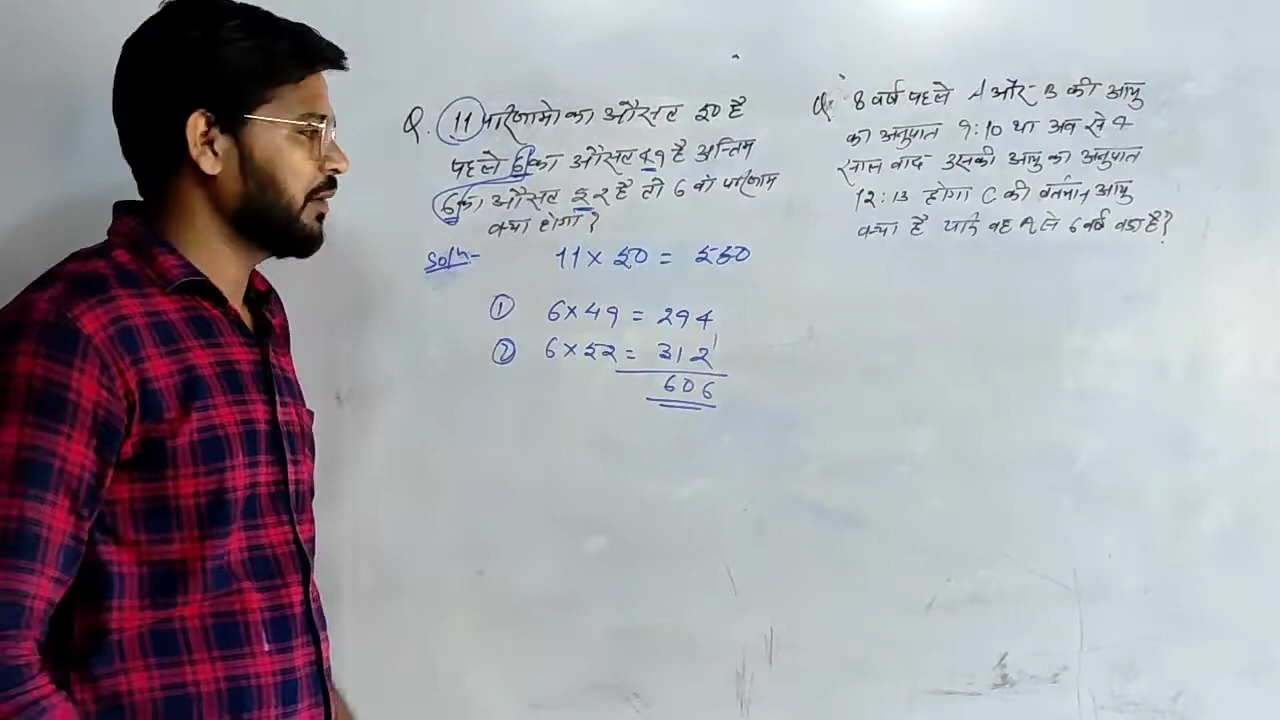 Q. 11 परिणामो का औसत 50 है
पहले 6 का औसत 49 है अन्तिम
6 का औसत 52 है तो 6 वां परिणाम
क्या होगा?
Soln- 11 × 50 = 550
① 6 × 49 = 294
② 6 × 52 = 312
606
Q. 8 वर्ष पहले A और B की आयु
का अनुपात 9:10 था अब से 4
साल बाद उसकी आयु का अनुपात
12:13 होगा C की वर्तमान आयु
क्या है यदि वह A से 6 वर्ष बडा है?